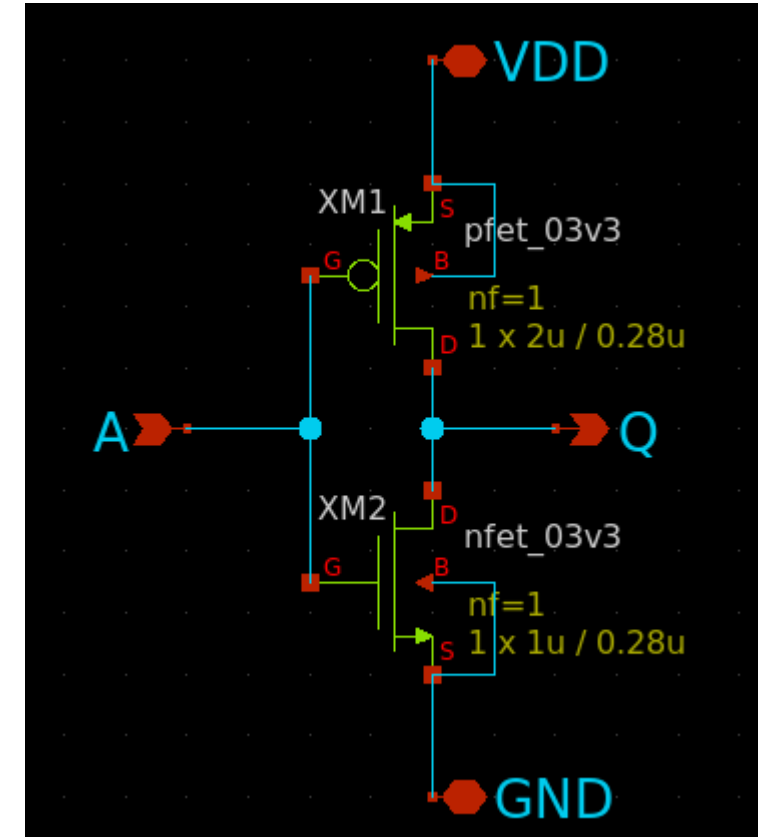 VDD
XM1
S
pfet_03v3
G
B
nf=1
1 x 2u / 0.28u
D
A
Q
XM2
D
nfet_03v3
G
B
nf=1
1 x 1u / 0.28u
S
GND